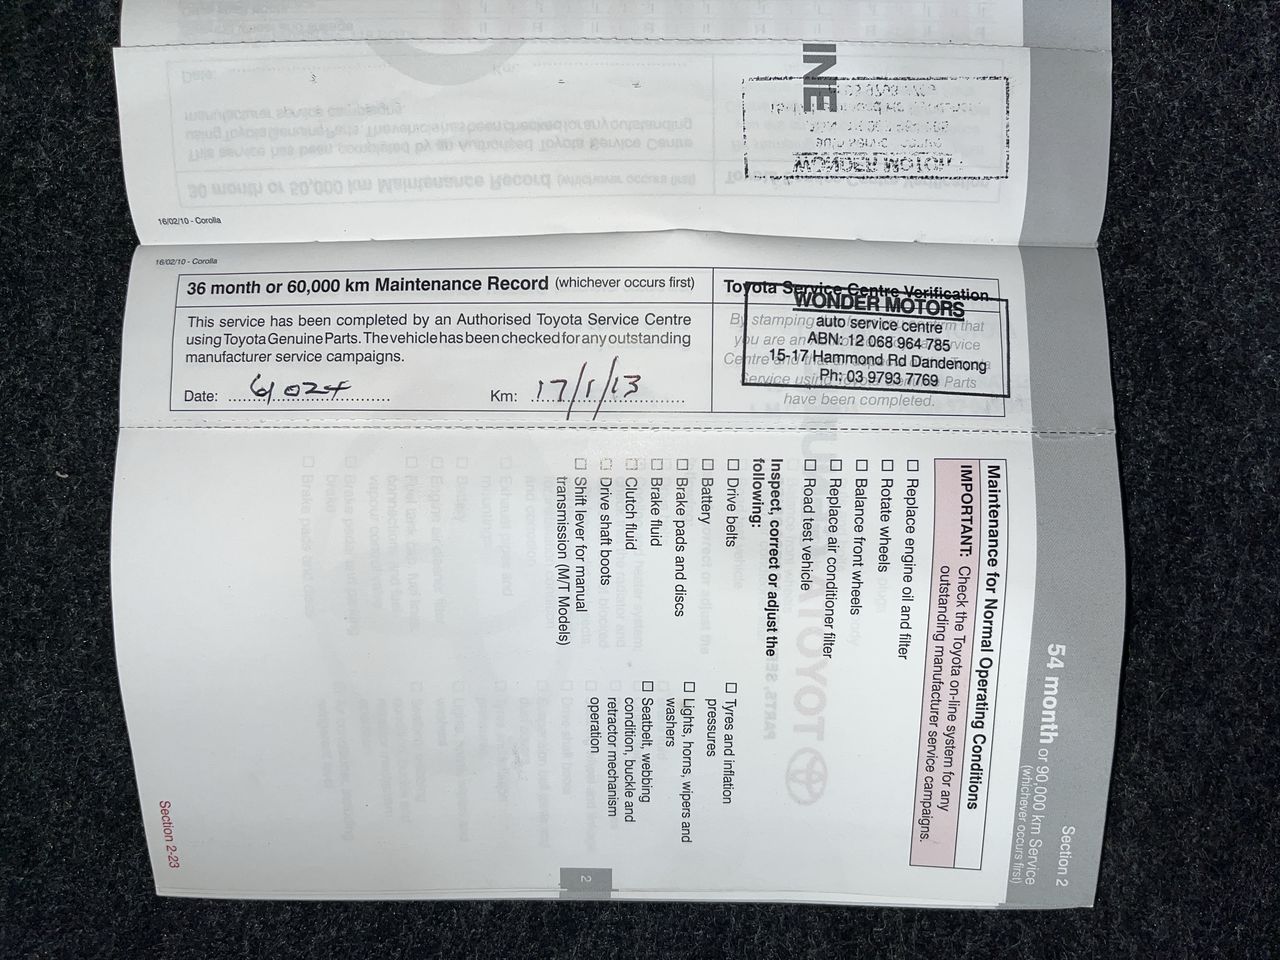 INE
16/02/10 - Corolla
16/02/10 - Corolla
36 month or 60,000 km Maintenance Record (whichever occurs first)
This service has been completed by an Authorised Toyota Service Centre
using Toyota Genuine Parts. The vehicle has been checked for any outstanding
manufacturer service campaigns.
Date: 61024
Km: 17/1/13
Toyota Service Centre Verification
WONDER MOTORS
auto service centre
ABN: 12 068 964 785
15-17 Hammond Rd Dandenong
Ph: 03 9793 7769
have been completed.
Section 2
54 month or 90,000 km Service
(whichever occurs first)
Maintenance for Normal Operating Conditions
IMPORTANT: Check the Toyota on-line system for any
outstanding manufacturer service campaigns.
Replace engine oil and filter
Rotate wheels
Balance front wheels
Replace air conditioner filter
Road test vehicle
Inspect, correct or adjust the
following:
Drive belts
Battery
Brake pads and discs
Brake fluid
Clutch fluid
Drive shaft boots
Shift lever for manual
transmission (M/T Models)
Tyres and inflation
pressures
Lights, horns, wipers and
washers
Seatbelt, webbing
condition, buckle and
retractor mechanism
operation
2
Section 2-23